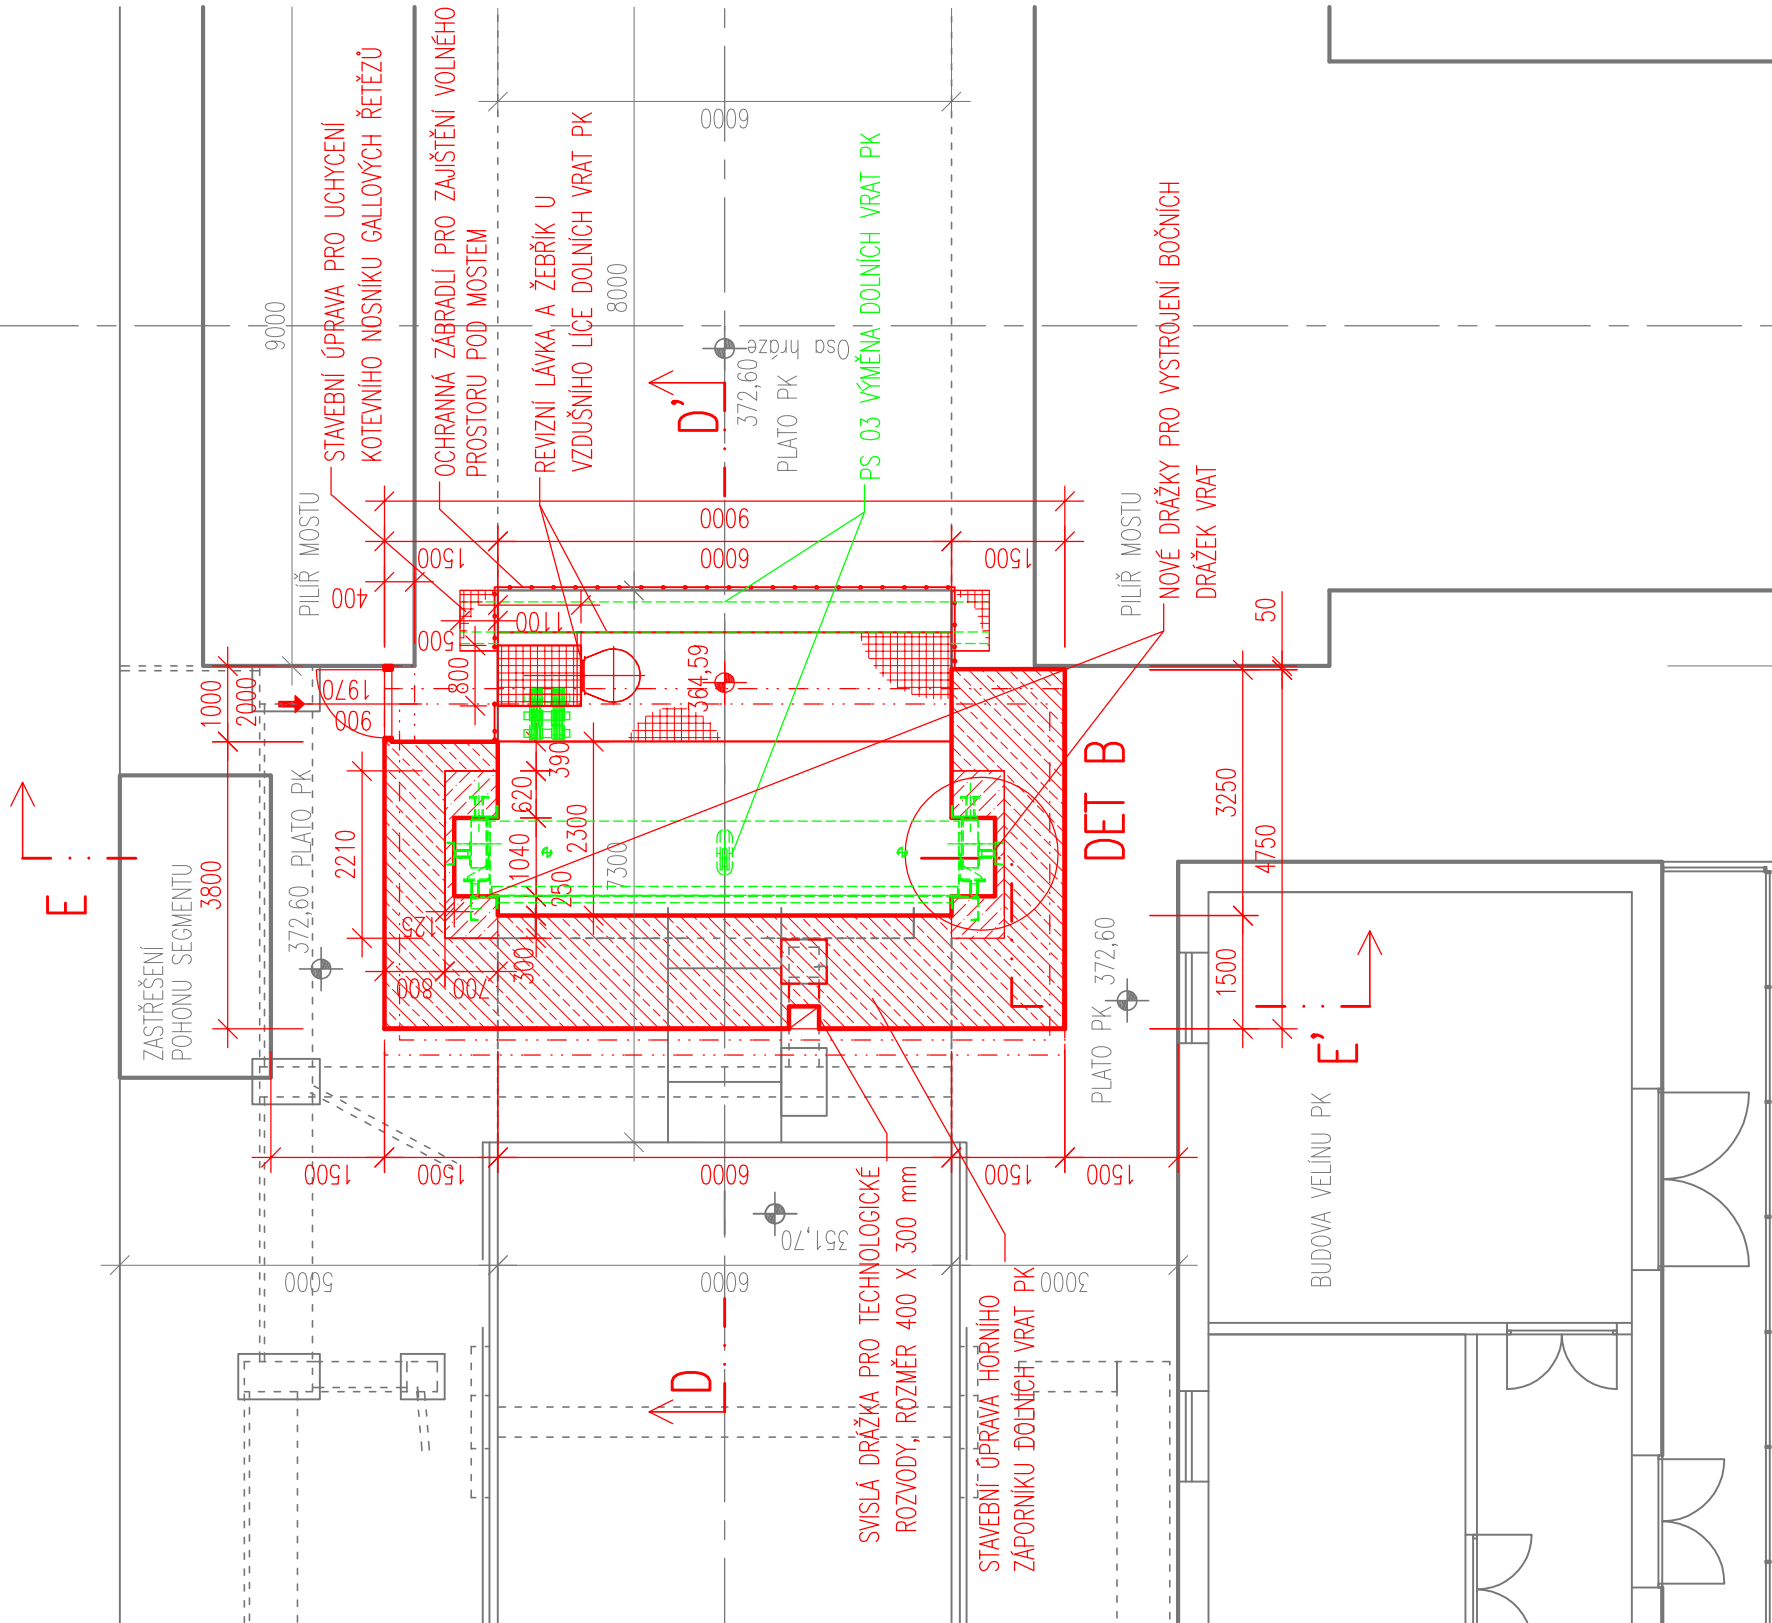 STAVEBNÍ ÚPRAVA PRO UCHYCENÍ
KOTEVNÍHO NOSNÍKU GALLOVÝCH ŘETĚZŮ
OCHRANNÁ ZÁBRADLÍ PRO ZAJIŠTĚNÍ VOLNÉHO
PROSTORU POD MOSTEM
REVIZNÍ LÁVKA A ŽEBŘÍK U
VZDUŠNÍHO LÍCE DOLNÍCH VRAT PK
PS 03 VÝMĚNA DOLNÍCH VRAT PK
NOVÉ DRÁŽKY PRO VYSTROJENÍ BOČNÍCH
DRÁŽEK VRAT
9000
8000
6000
Osa hráze
372,60
PLATO PK
D'
PILÍŘ MOSTU
PILÍŘ MOSTU
9000
1500
6000
1500
400
500
1100
800
364,59
1000
2000
1970
900
390
620
2300
1040
250
7300
2210
3800
125
300
700
800
372,60 PLATO PK
ZASTŘEŠENÍ
POHONU SEGMENTU
E
DET B
50
3250
4750
1500
E'
PLATO PK 372,60
BUDOVA VELÍNU PK
1500
1500
6000
1500
1500
351,70
5000
6000
3000
D
SVISLÁ DRÁŽKA PRO TECHNOLOGICKÉ
ROZVODY, ROZMĚR 400 X 300 mm
STAVEBNÍ ÚPRAVA HORNÍHO
ZÁPORNÍKU DOLNÍCH VRAT PK